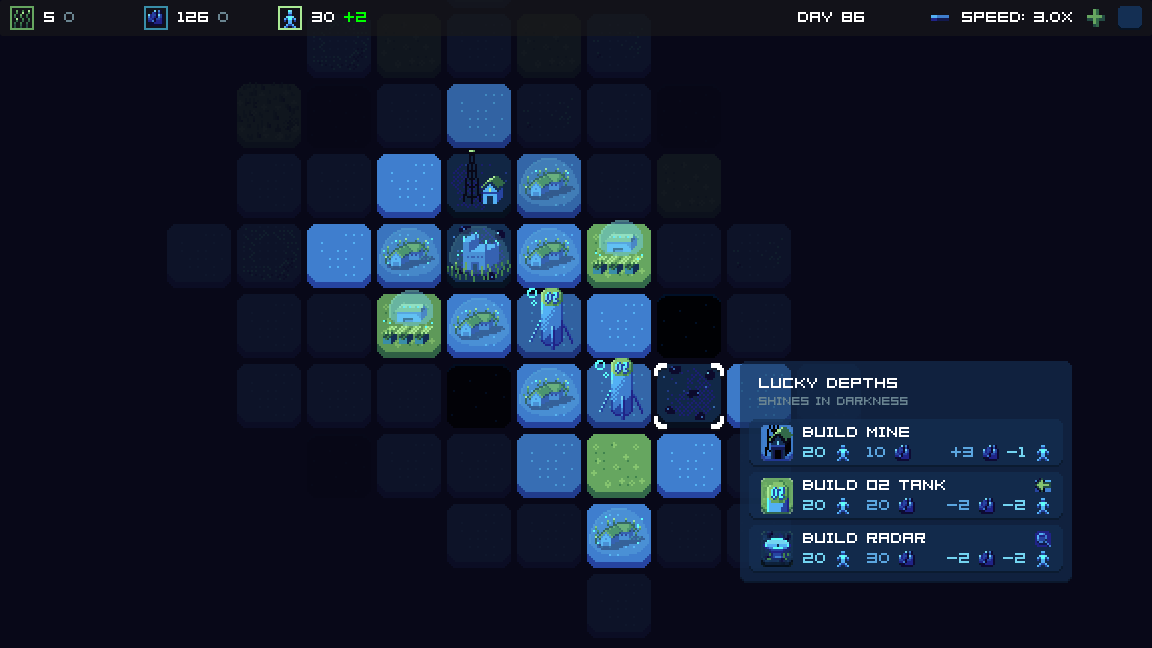 5 0
126 0
30 +2
DAY 86
SPEED: 3.0X +
O2
O2
LUCKY DEPTHS
SHINES IN DARKNESS
BUILD MINE
20 10 +3 -1
O2
BUILD O2 TANK
20 20 -2 -2
BUILD RADAR
20 30 -2 -2